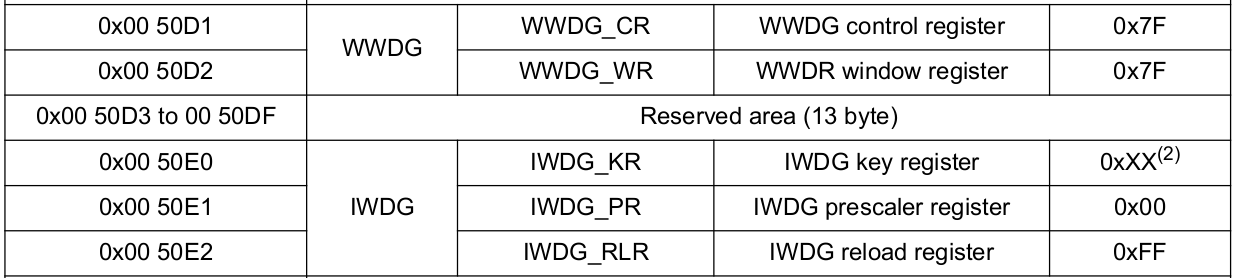 0x00 50D1 WWDG WWDG_CR WWDG control register 0x7F
0x00 50D2 WWDG_WR WWDR window register 0x7F
0x00 50D3 to 00 50DF Reserved area (13 byte)
0x00 50E0 IWDG IWDG_KR IWDG key register 0xXX(2)
0x00 50E1 IWDG_PR IWDG prescaler register 0x00
0x00 50E2 IWDG_RLR IWDG reload register 0xFF